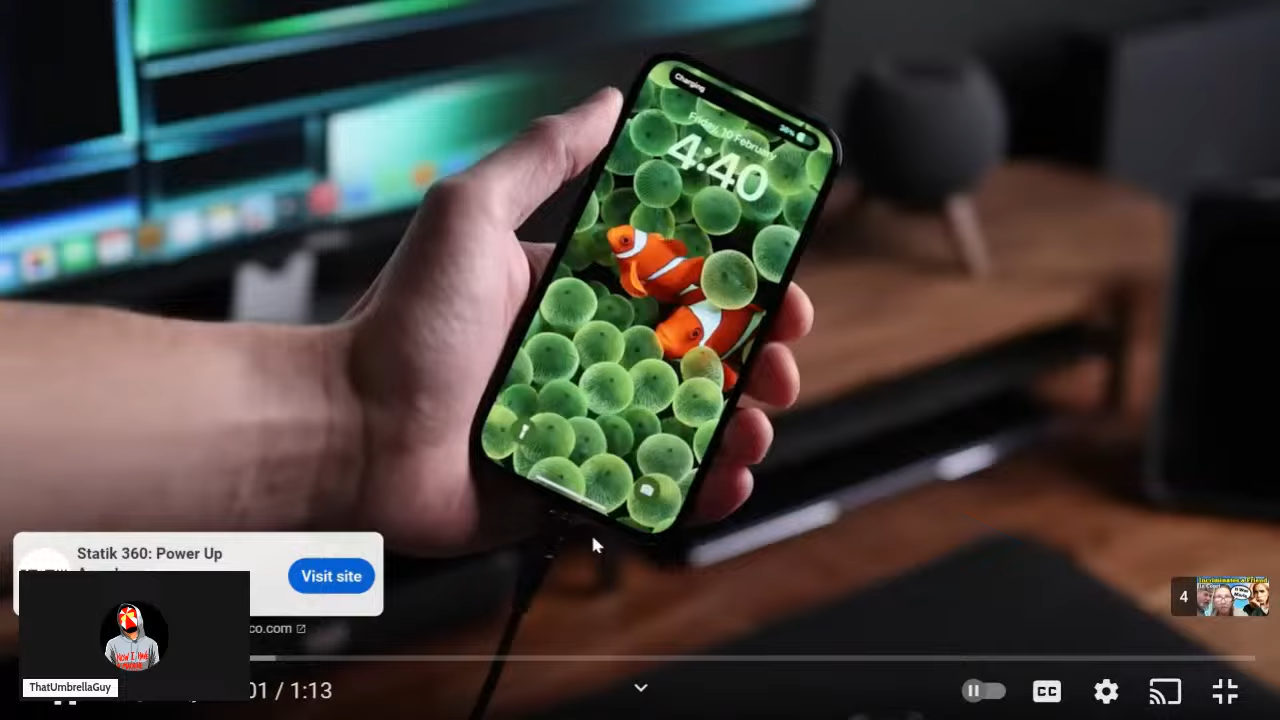 Charging
Friday, 10 February
4:40
Statik 360: Power Up
Visit site
co.com
4
ThatUmbrellaGuy
01 / 1:13
CC